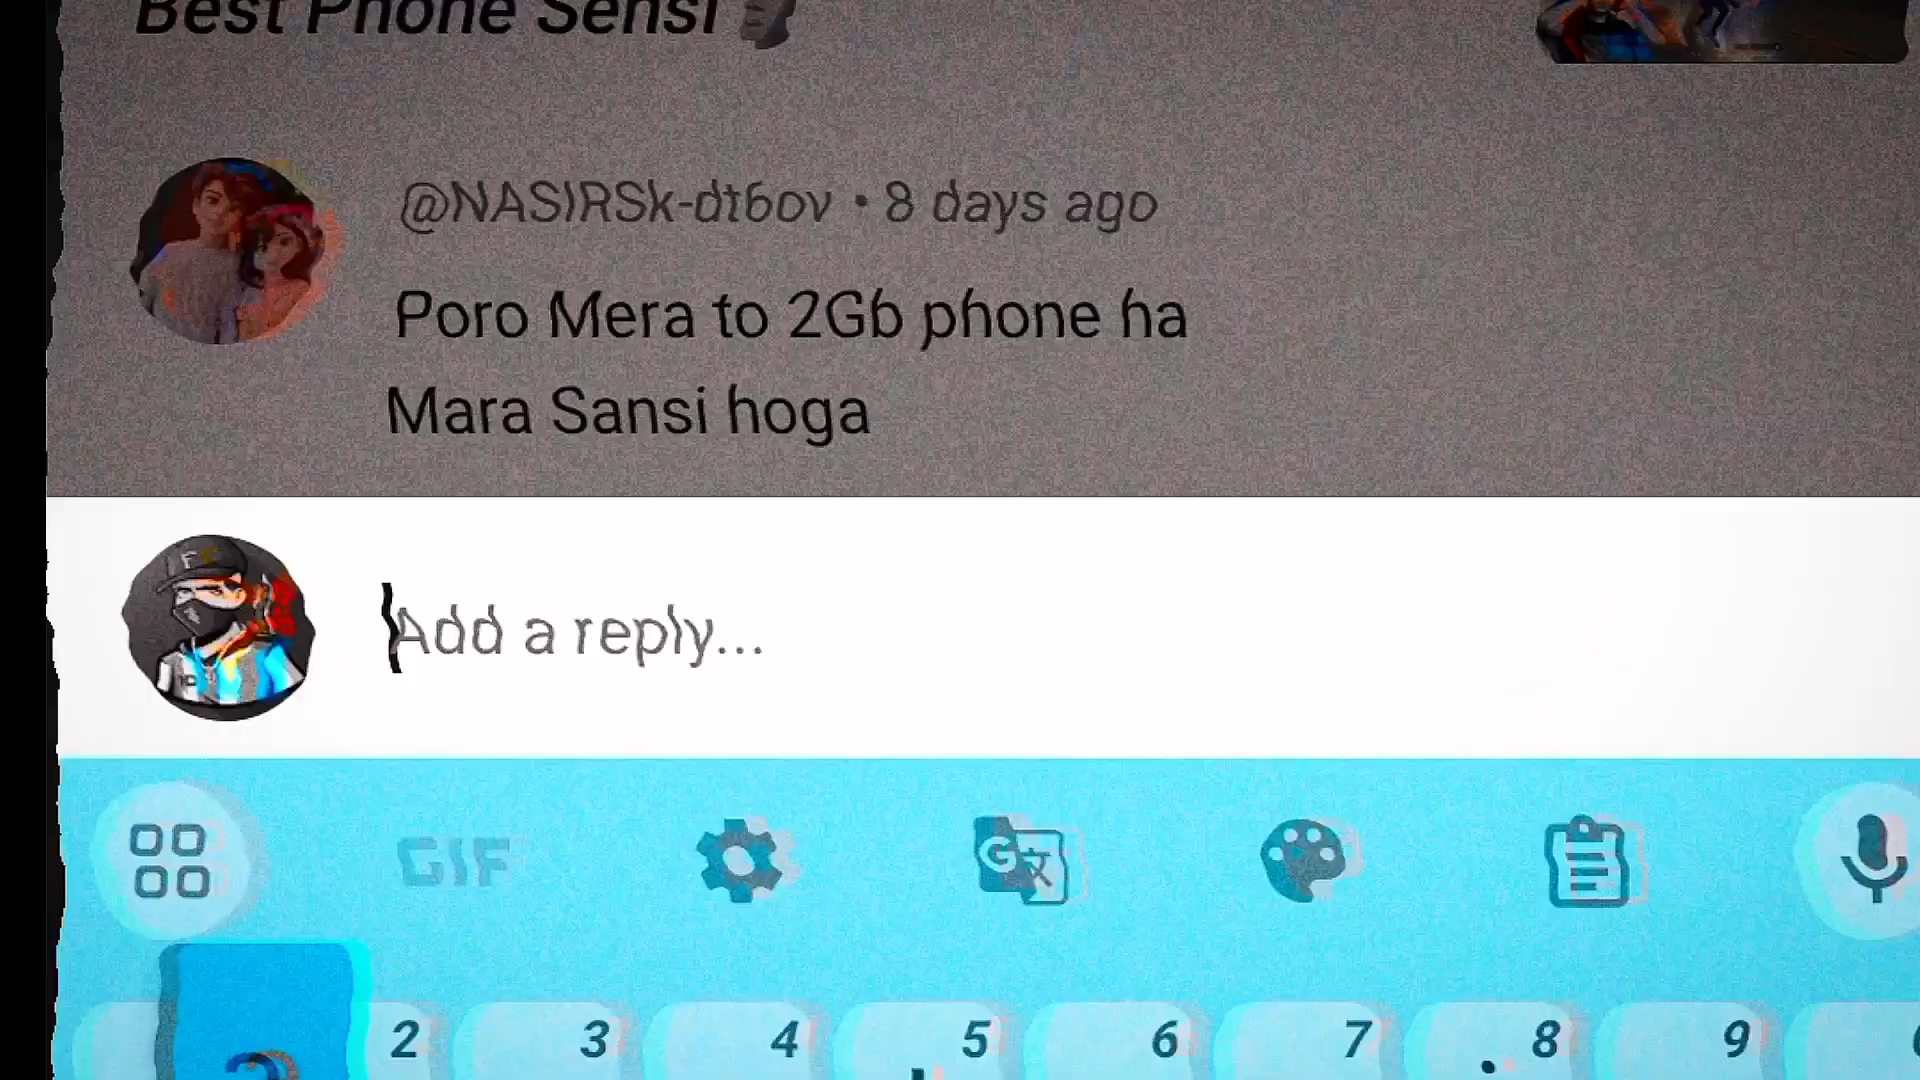 Best Phone Sensi
@NASIRSk-dt6ov • 8 days ago
Poro Mera to 2Gb phone ha
Mara Sansi hoga
Add a reply...
GIF
2 3 4 5 6 7 8 9